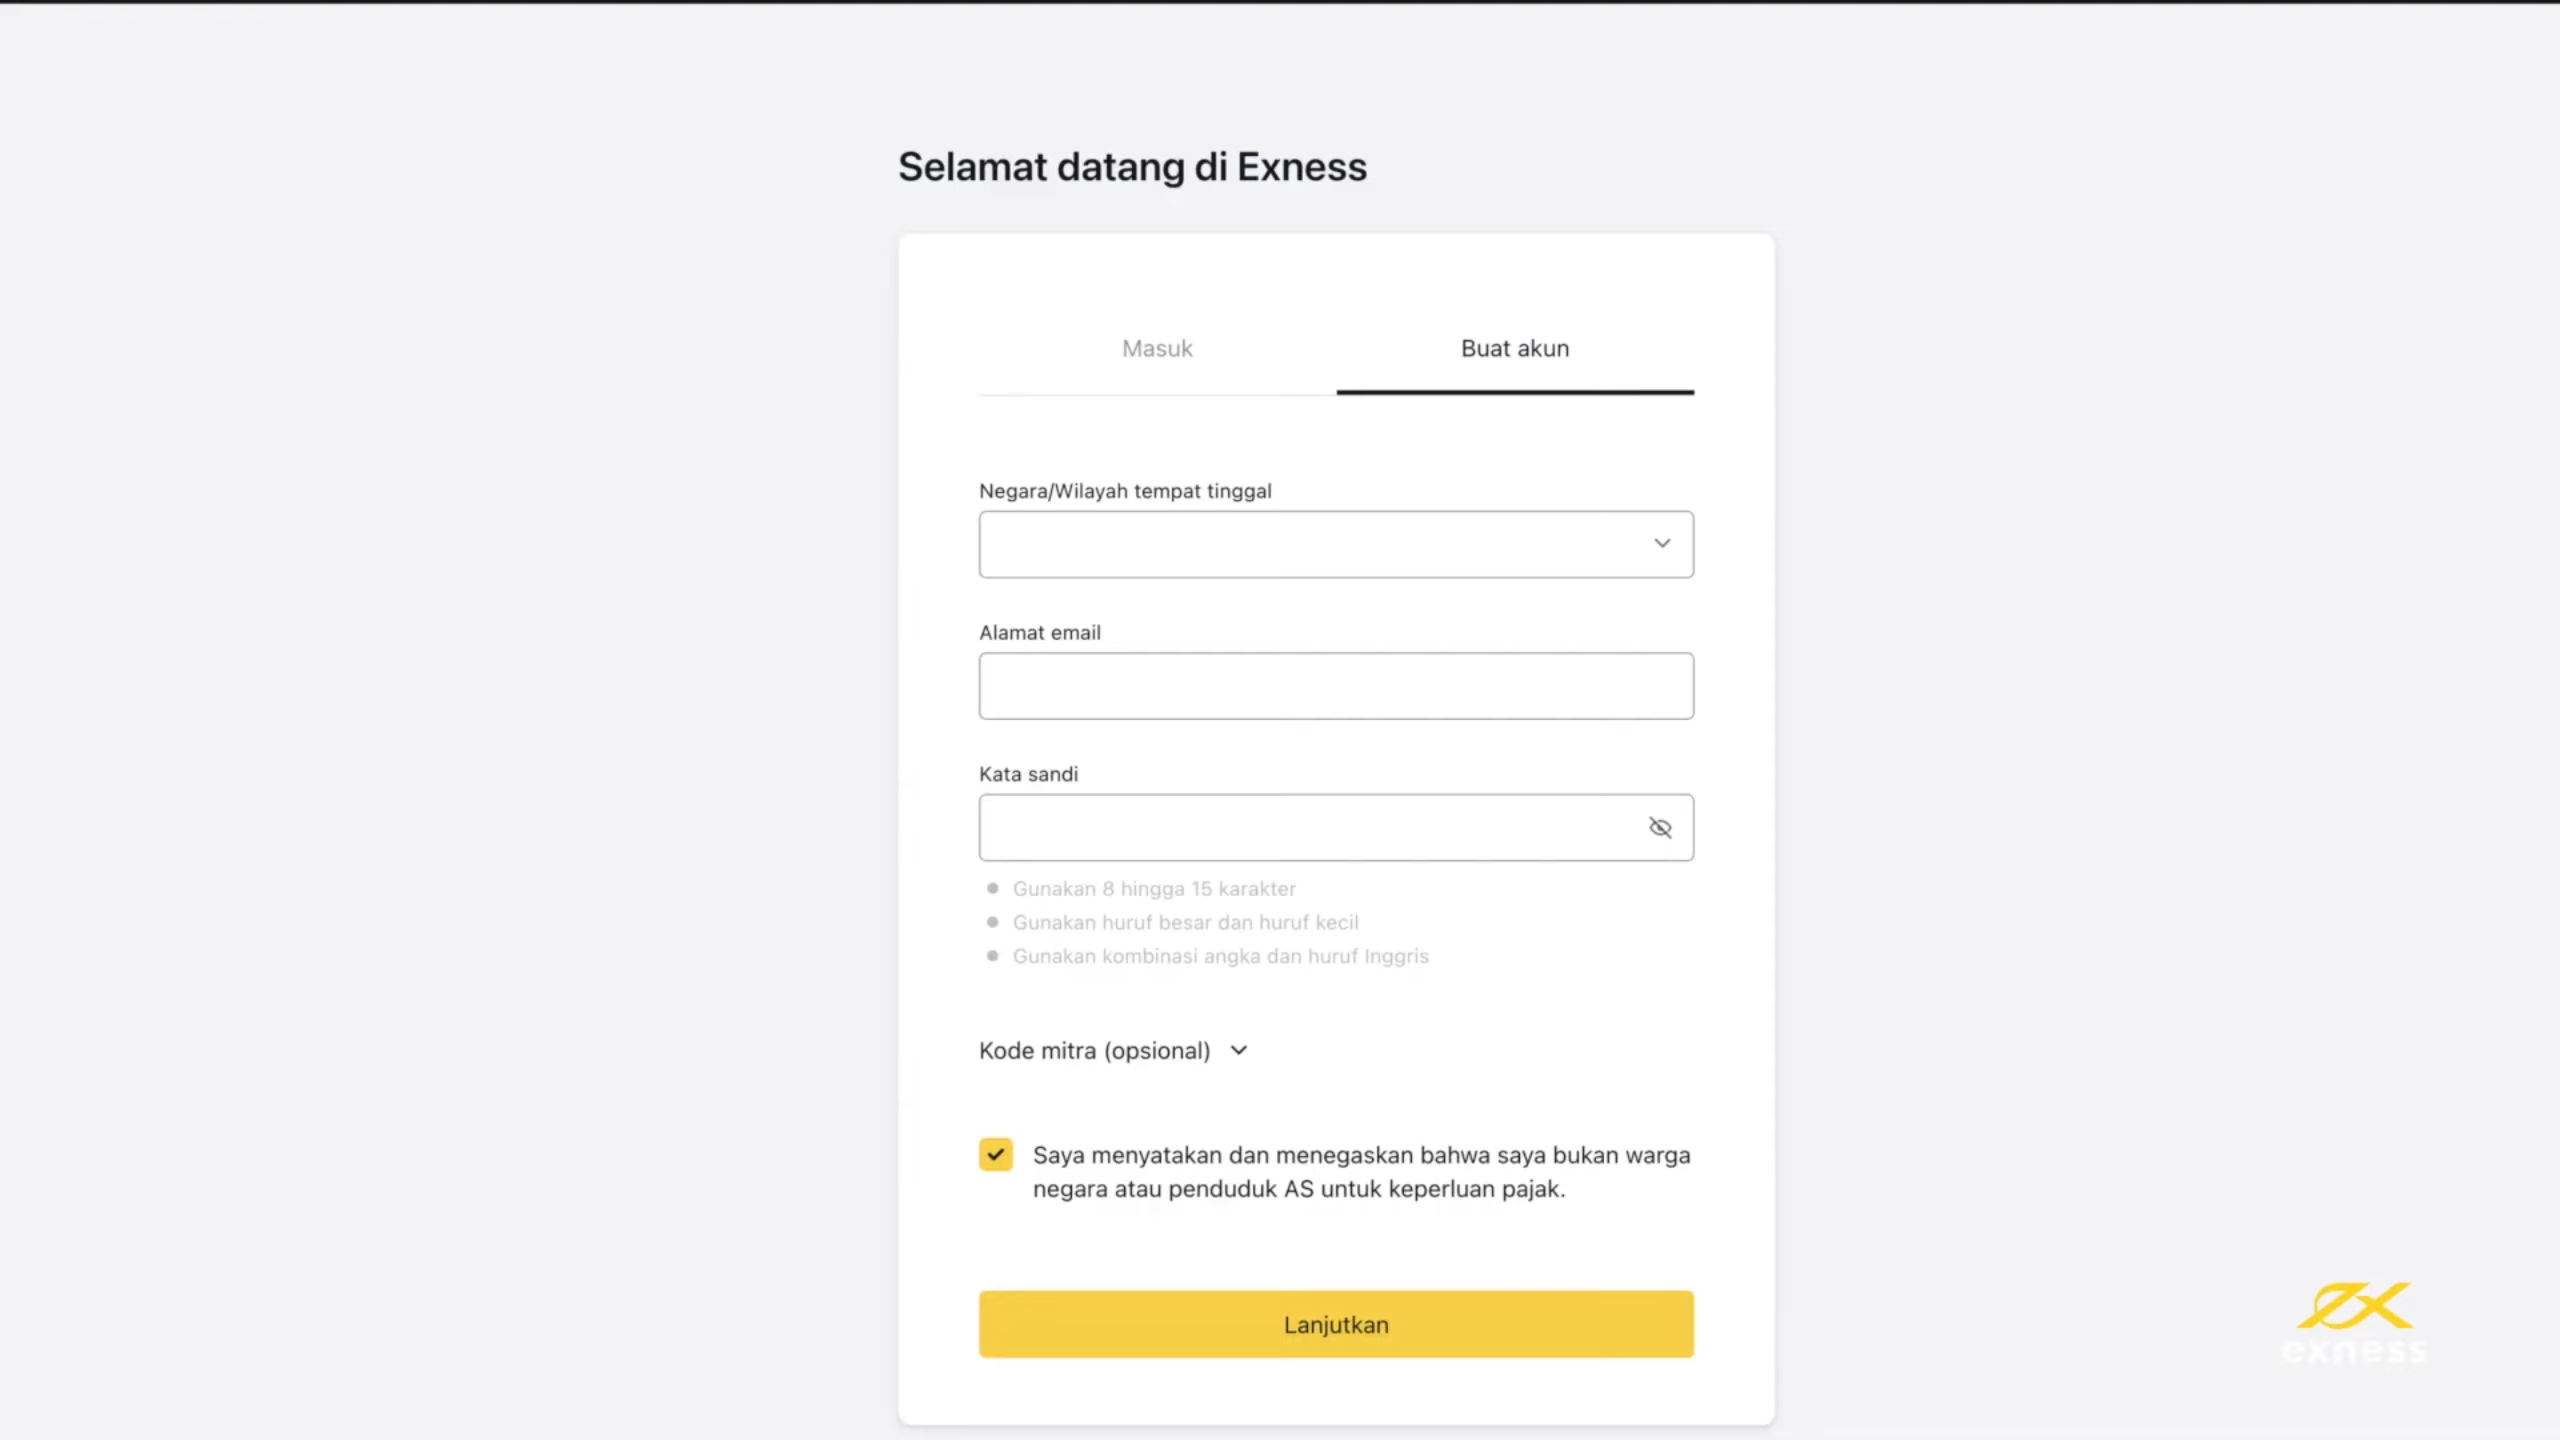 Selamat datang di Exness
Masuk
Buat akun
Negara/Wilayah tempat tinggal
Alamat email
Kata sandi
Gunakan 8 hingga 15 karakter
Gunakan huruf besar dan huruf kecil
Gunakan kombinasi angka dan huruf Inggris
Kode mitra (opsional)
Saya menyatakan dan menegaskan bahwa saya bukan warga
negara atau penduduk AS untuk keperluan pajak.
Lanjutkan
exness